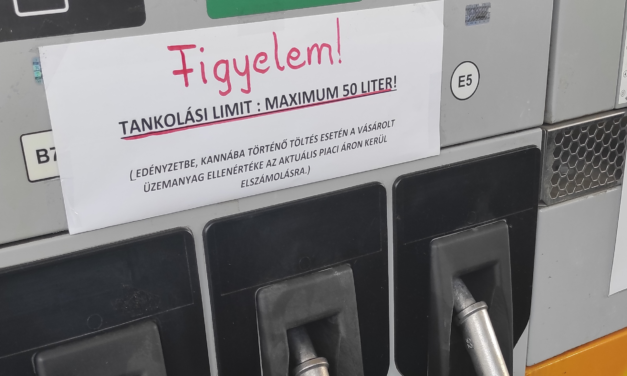 Figyelem!
TANKOLÁSI LIMIT : MAXIMUM 50 LITER!
E5
B7
( EDÉNYZETBE, KANNÁBA TÖRTÉNŐ TÖLTÉS ESETÉN A VÁSÁROLT
ÜZEMANYAG ELLENÉRTÉKE AZ AKTUÁLIS PIACI ÁRON KERÜL
ELSZÁMOLÁSRA.)